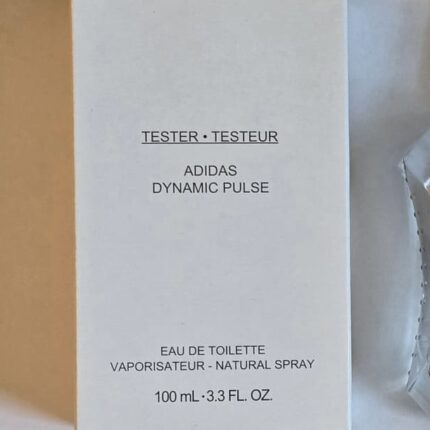 TESTER • TESTEUR
ADIDAS
DYNAMIC PULSE
EAU DE TOILETTE
VAPORISATEUR - NATURAL SPRAY
100 mL • 3.3 FL. OZ.